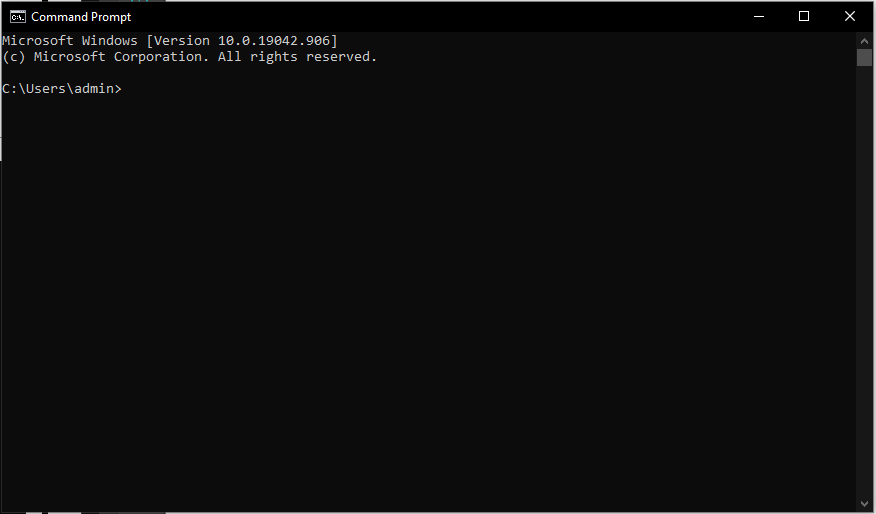 Command Prompt
Microsoft Windows [Version 10.0.19042.906]
(c) Microsoft Corporation. All rights reserved.
C:\Users\admin>